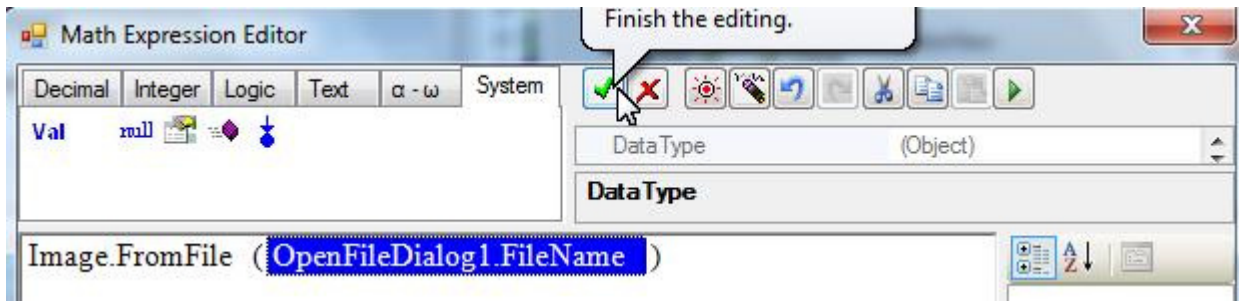 Finish the editing.
Math Expression Editor
Decimal Integer Logic Text α - ω System
Val null
DataType (Object)
DataType
Image.FromFile ( OpenFileDialog1.FileName )